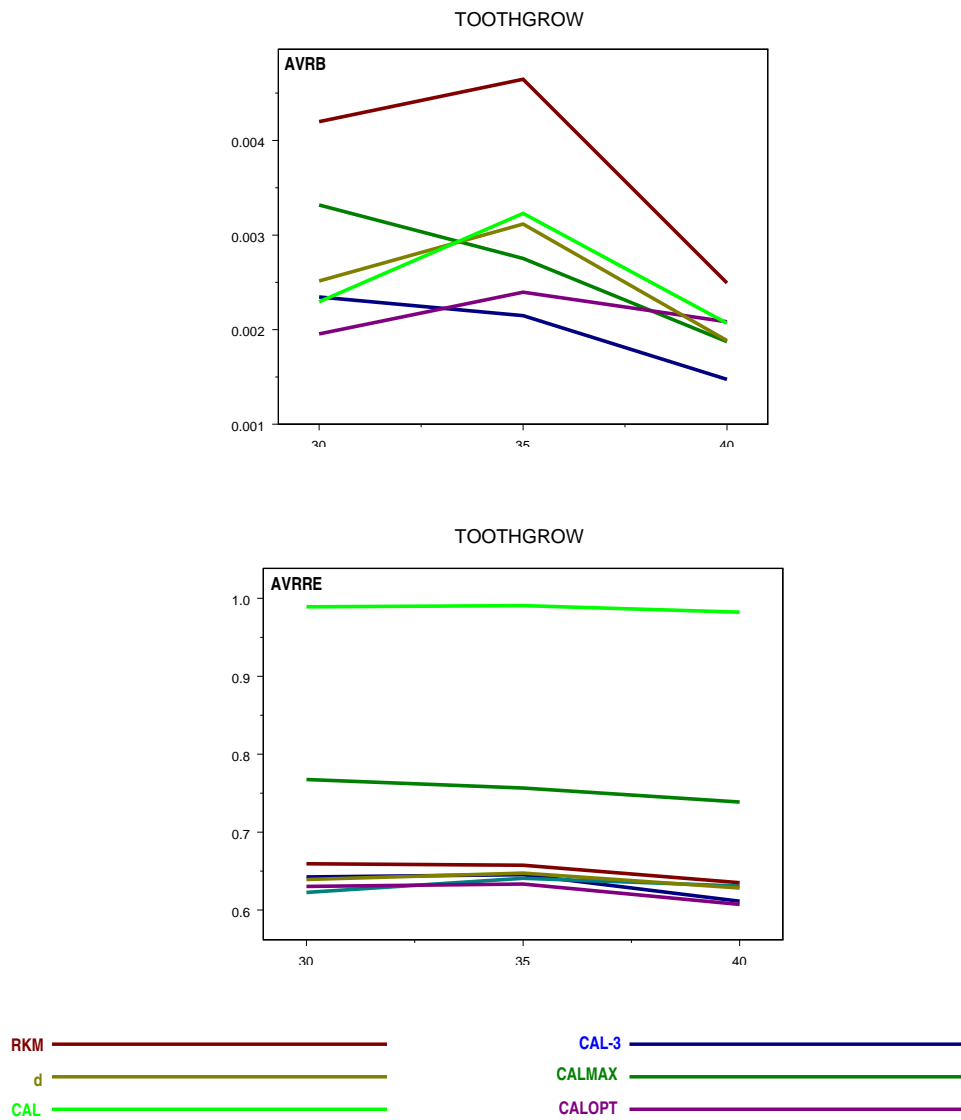 TOOTHGROW
AVRB
0.004
0.003
0.002
0.001
30 35 40
TOOTHGROW
AVRRE
1.0
0.9
0.8
0.7
0.6
30 35 40
RKM CAL-3
d CALMAX
CAL CALOPT